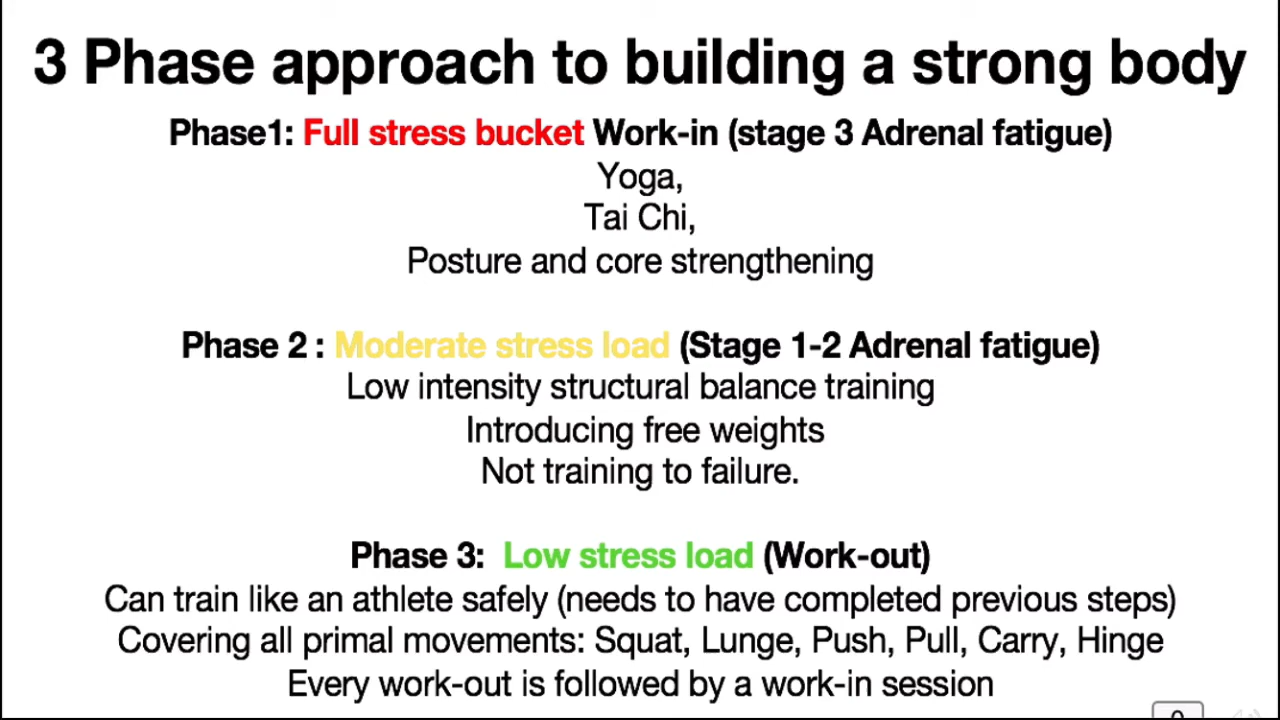 3 Phase approach to building a strong body
Phase1: Full stress bucket Work-in (stage 3 Adrenal fatigue)
Yoga,
Tai Chi,
Posture and core strengthening
Phase 2 : Moderate stress load (Stage 1-2 Adrenal fatigue)
Low intensity structural balance training
Introducing free weights
Not training to failure.
Phase 3: Low stress load (Work-out)
Can train like an athlete safely (needs to have completed previous steps)
Covering all primal movements: Squat, Lunge, Push, Pull, Carry, Hinge
Every work-out is followed by a work-in session